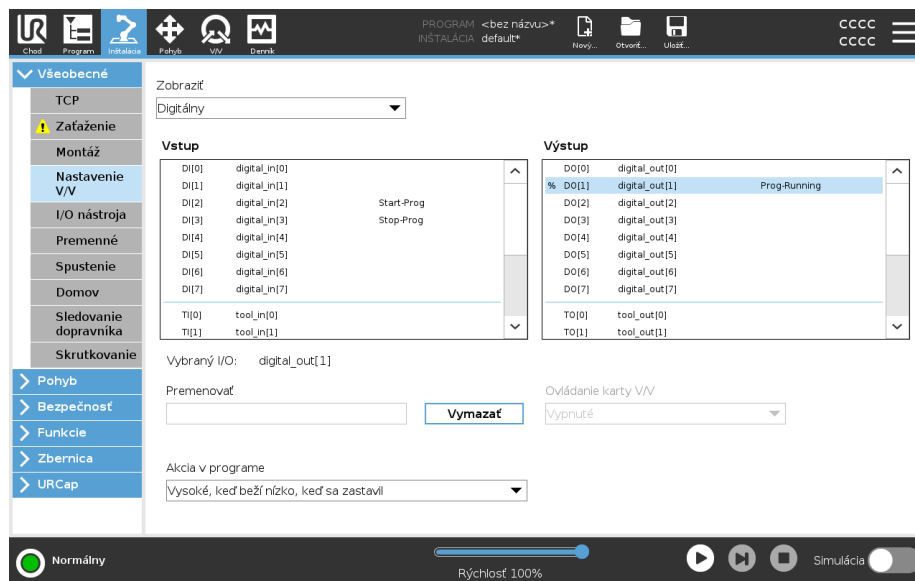 PROGRAM <bez názvu>*
INŠTALÁCIA default*
CCCC
CCCC
Chod
Program
Inštalácia
Pohyb
V/V
Denník
Nový...
Otvoriť...
Uložiť...
Všeobecné
TCP
Zaťaženie
Montáž
Nastavenie
V/V
I/O nástroja
Premenné
Spustenie
Domov
Sledovanie
dopravníka
Skrutkovanie
Pohyb
Bezpečnosť
Funkcie
Zbernica
URCap
Zobraziť
Digitálny
Vstup
DI[0] digital_in[0]
DI[1] digital_in[1]
DI[2] digital_in[2] Start-Prog
DI[3] digital_in[3] Stop-Prog
DI[4] digital_in[4]
DI[5] digital_in[5]
DI[6] digital_in[6]
DI[7] digital_in[7]
TI[0] tool_in[0]
TI[1] tool_in[1]
Výstup
DO[0] digital_out[0]
% DO[1] digital_out[1] Prog-Running
DO[2] digital_out[2]
DO[3] digital_out[3]
DO[4] digital_out[4]
DO[5] digital_out[5]
DO[6] digital_out[6]
DO[7] digital_out[7]
TO[0] tool_out[0]
TO[1] tool_out[1]
Vybraný I/O: digital_out[1]
Premenovať
Vymazať
Ovládanie karty V/V
Vypnuté
Akcia v programe
Vysoké, keď beží nízko, keď sa zastavil
Normálny
Rýchlosť 100%
Simulácia